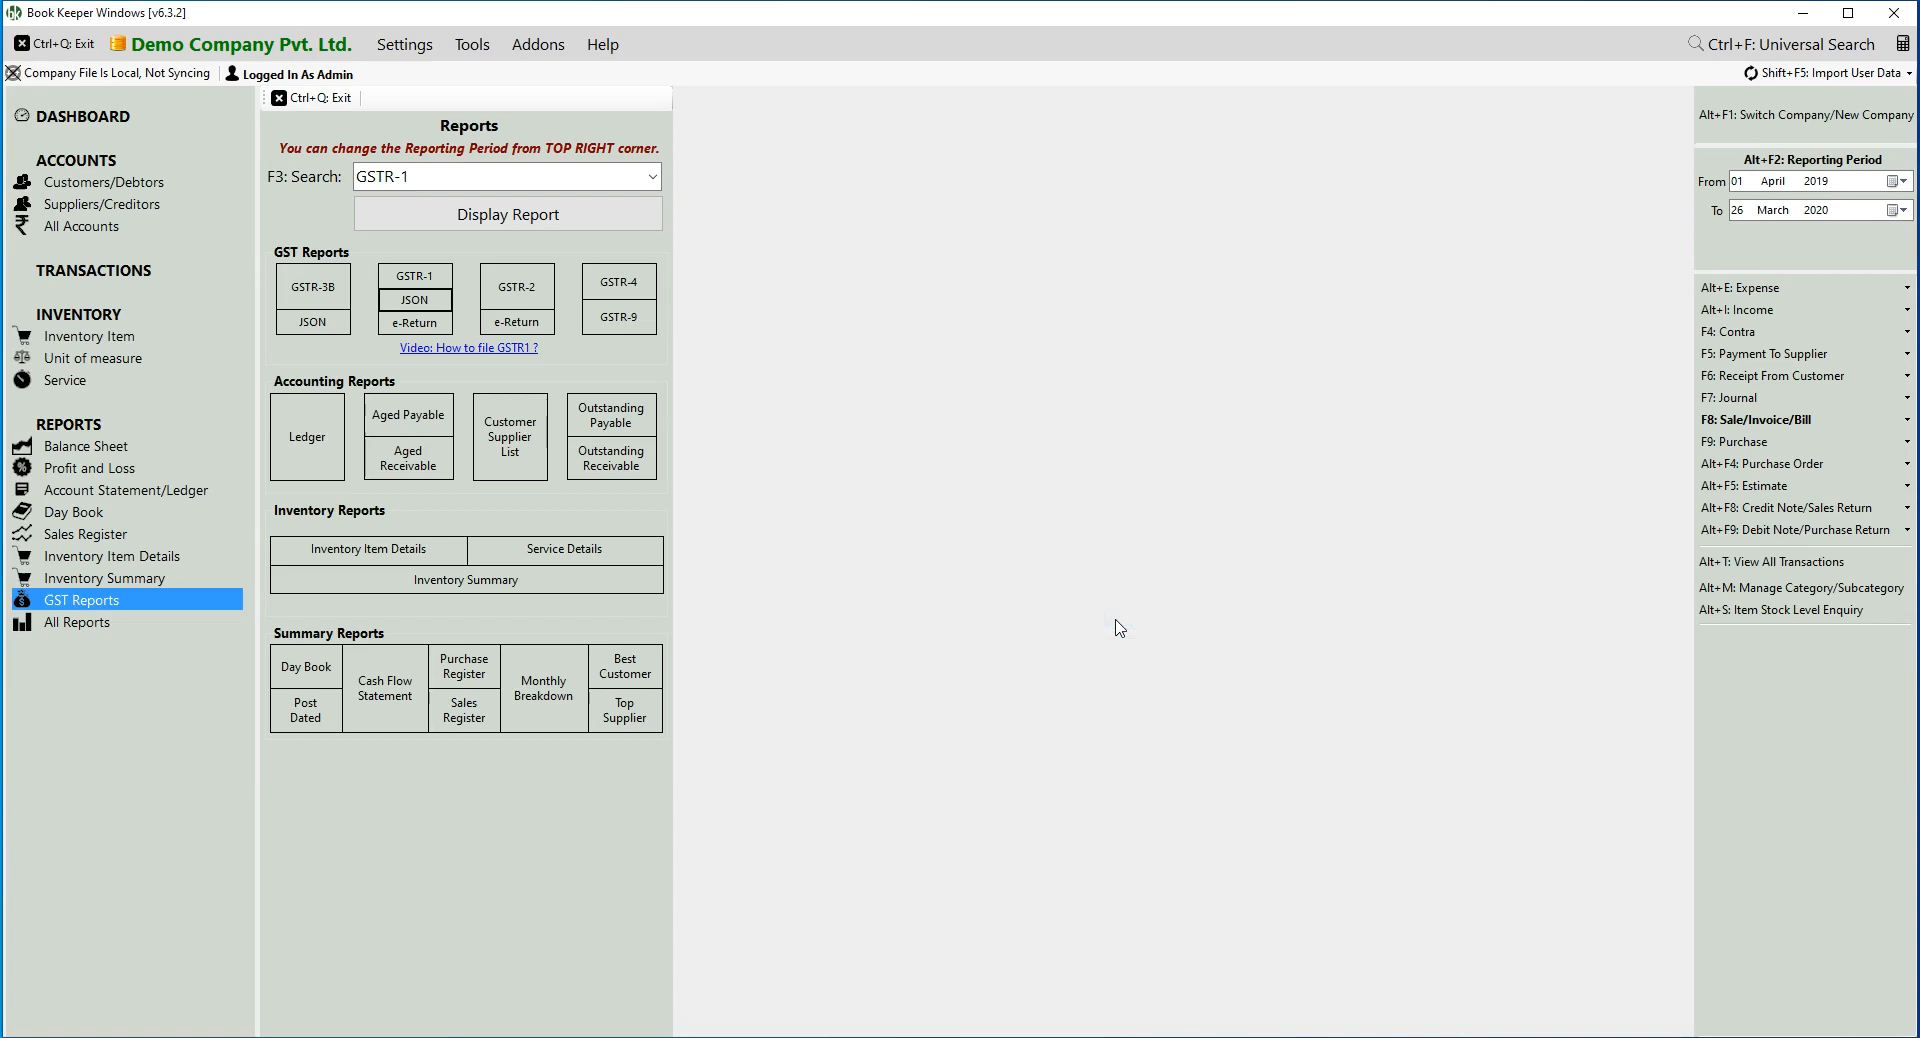 Book Keeper Windows [v6.3.2]
Ctrl+Q: Exit
Demo Company Pvt. Ltd.
Settings
Tools
Addons
Help
Ctrl+F: Universal Search
Company File Is Local, Not Syncing
Logged In As Admin
Shift+F5: Import User Data
DASHBOARD
ACCOUNTS
Customers/Debtors
Suppliers/Creditors
All Accounts
TRANSACTIONS
INVENTORY
Inventory Item
Unit of measure
Service
REPORTS
Balance Sheet
Profit and Loss
Account Statement/Ledger
Day Book
Sales Register
Inventory Item Details
Inventory Summary
GST Reports
All Reports
Ctrl+Q: Exit
Reports
You can change the Reporting Period from TOP RIGHT corner.
F3: Search: GSTR-1
Display Report
GST Reports
GSTR-3B
JSON
GSTR-1
JSON
e-Return
GSTR-2
e-Return
GSTR-4
GSTR-9
Video: How to file GSTR1 ?
Accounting Reports
Ledger
Aged Payable
Aged
Receivable
Customer
Supplier
List
Outstanding
Payable
Outstanding
Receivable
Inventory Reports
Inventory Item Details
Service Details
Inventory Summary
Summary Reports
Day Book
Post
Dated
Cash Flow
Statement
Purchase
Register
Sales
Register
Monthly
Breakdown
Best
Customer
Top
Supplier
Alt+F1: Switch Company/New Company
Alt+F2: Reporting Period
From 01 April 2019
To 26 March 2020
Alt+E: Expense
Alt+I: Income
F4: Contra
F5: Payment To Supplier
F6: Receipt From Customer
F7: Journal
F8: Sale/Invoice/Bill
F9: Purchase
Alt+F4: Purchase Order
Alt+F5: Estimate
Alt+F8: Credit Note/Sales Return
Alt+F9: Debit Note/Purchase Return
Alt+T: View All Transactions
Alt+M: Manage Category/Subcategory
Alt+S: Item Stock Level Enquiry